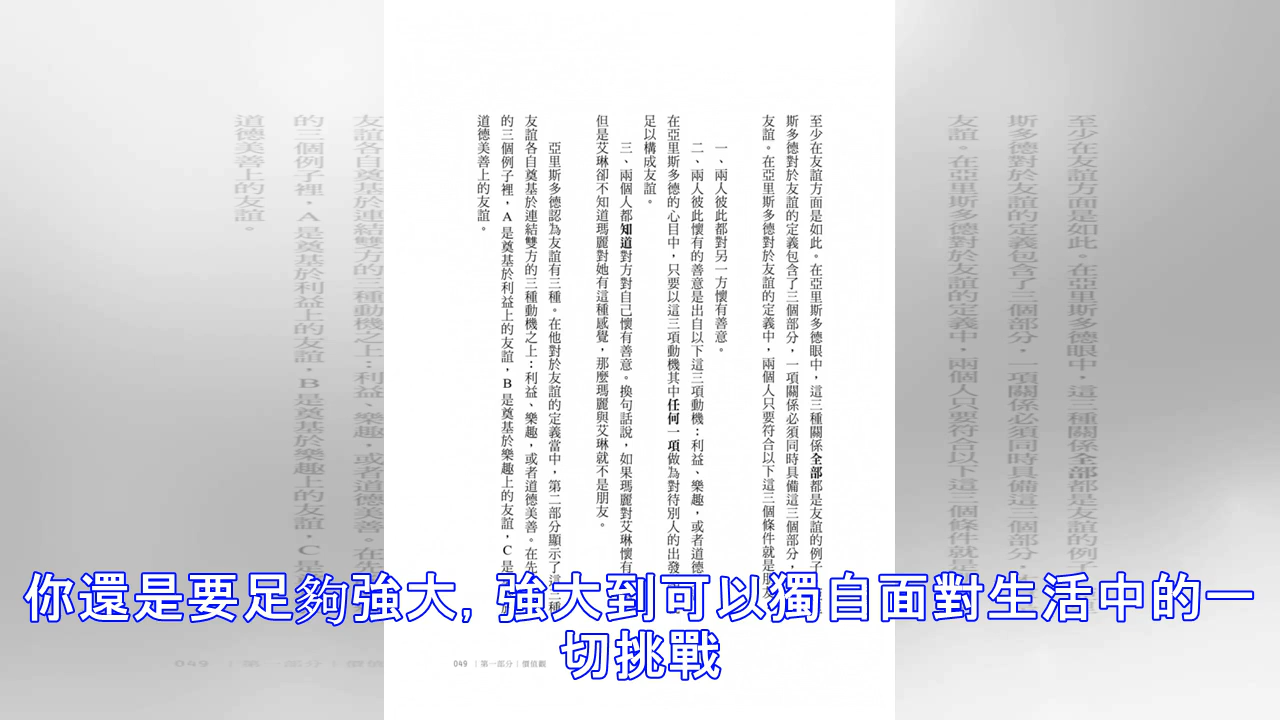 至少在友誼方面是如此。在亞里斯多德眼中，這三種關係全部都是友誼的例子
斯多德對於友誼的定義包含了三個部分，一項關係必須同時具備這三個部分，
友誼。在亞里斯多德對於友誼的定義中，兩個人只要符合以下這三個條件就是朋友
一、兩人彼此都對另一方懷有善意。
二、兩人彼此懷有的善意是出自以下這三項動機：利益、樂趣，或者道德
在亞里斯多德的心目中，只要以這三項動機其中任何一項做為對待別人的出發
足以構成友誼。
三、兩個人都知道對方對自己懷有善意。換句話說，如果瑪麗對艾琳懷有
但是艾琳卻不知道瑪麗對她有這種感覺，那麼瑪麗與艾琳就不是朋友。
亞里斯多德認為友誼有三種。在他對於友誼的定義當中，第二部分顯示了這三種
友誼各自奠基於連結雙方的三種動機之上：利益、樂趣，或者道德美善。在先
的三個例子裡，A 是奠基於利益上的友誼，B 是奠基於樂趣上的友誼，C 是
道德美善上的友誼。
049 ｜第一部分｜價值觀
你還是要足夠強大, 強大到可以獨自面對生活中的一
切挑戰